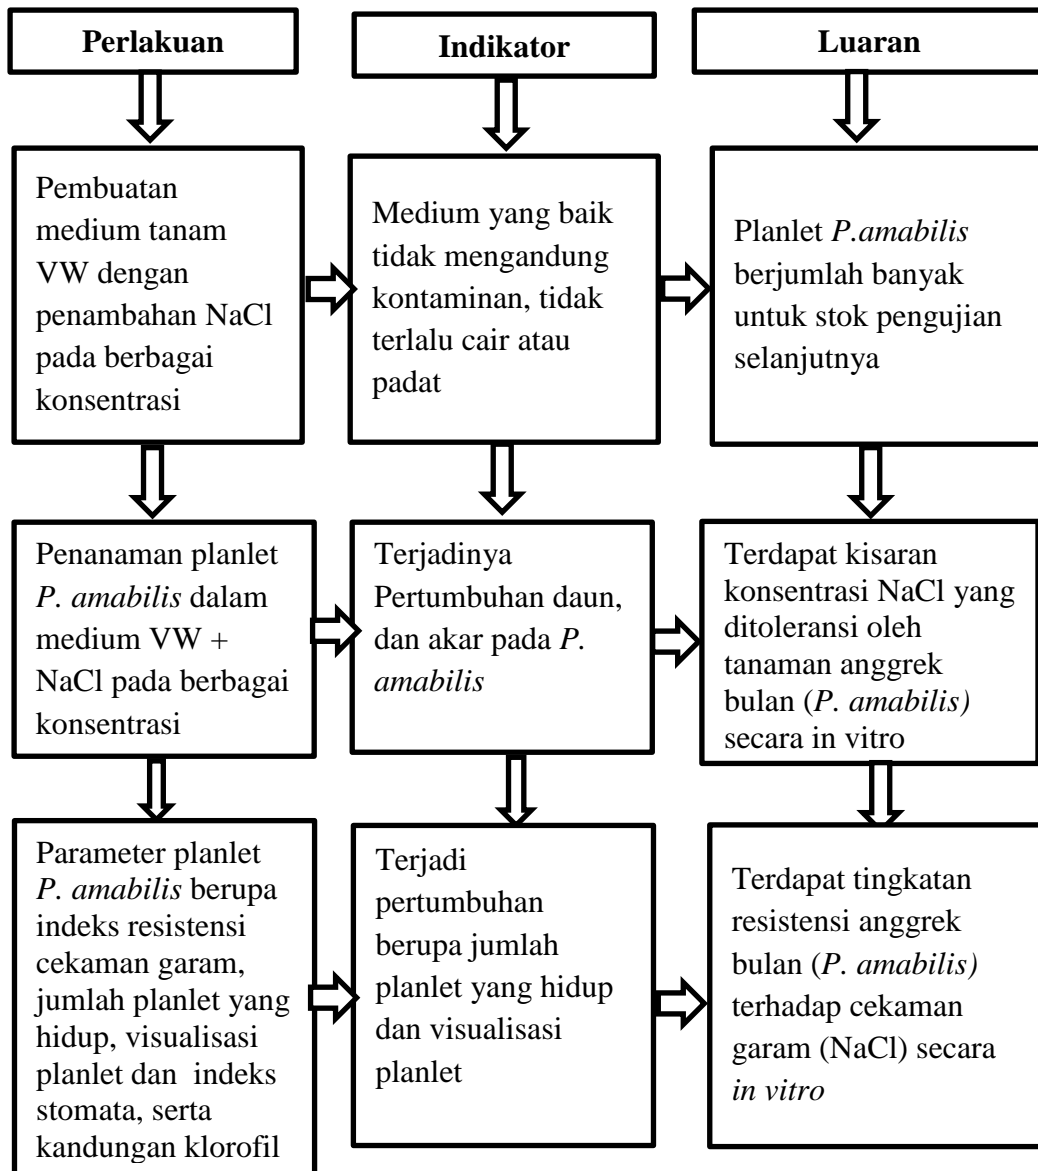 Perlakuan
Indikator
Luaran
Pembuatan
medium tanam
VW dengan
penambahan NaCl
pada berbagai
konsentrasi
Medium yang baik
tidak mengandung
kontaminan, tidak
terlalu cair atau
padat
Planlet P.amabilis
berjumlah banyak
untuk stok pengujian
selanjutnya
Penanaman planlet
P. amabilis dalam
medium VW +
NaCl pada berbagai
konsentrasi
Terjadinya
Pertumbuhan daun,
dan akar pada P.
amabilis
Terdapat kisaran
konsentrasi NaCl yang
ditoleransi oleh
tanaman anggrek
bulan (P. amabilis)
secara in vitro
Parameter planlet
P. amabilis berupa
indeks resistensi
cekaman garam,
jumlah planlet yang
hidup, visualisasi
planlet dan indeks
stomata, serta
kandungan klorofil
Terjadi
pertumbuhan
berupa jumlah
planlet yang hidup
dan visualisasi
planlet
Terdapat tingkatan
resistensi anggrek
bulan (P. amabilis)
terhadap cekaman
garam (NaCl) secara
in vitro